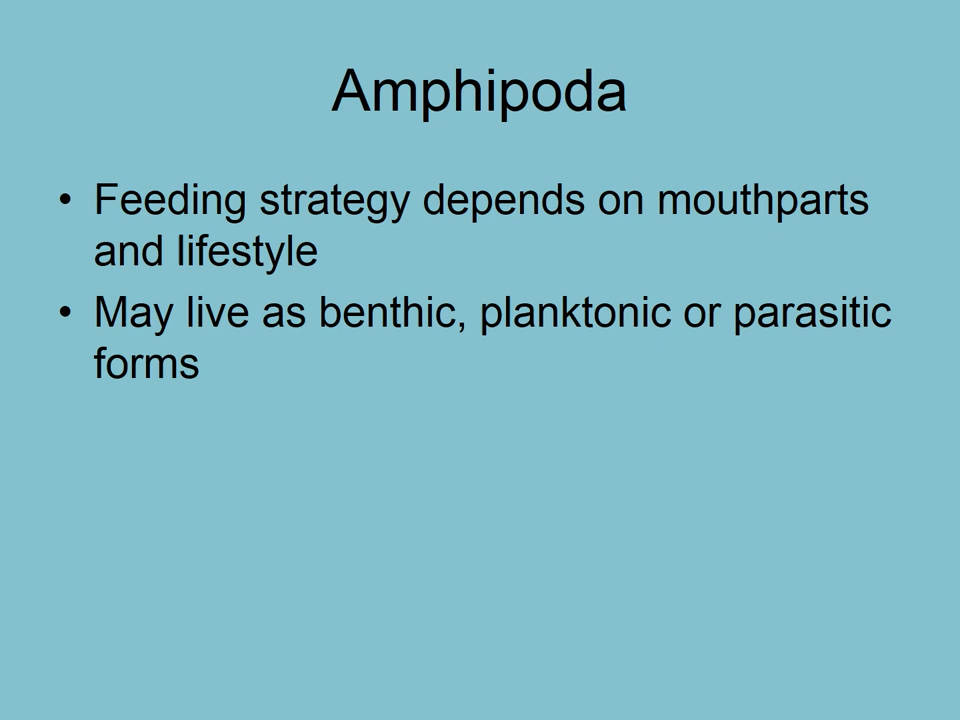 Amphipoda
• Feeding strategy depends on mouthparts
and lifestyle
• May live as benthic, planktonic or parasitic
forms